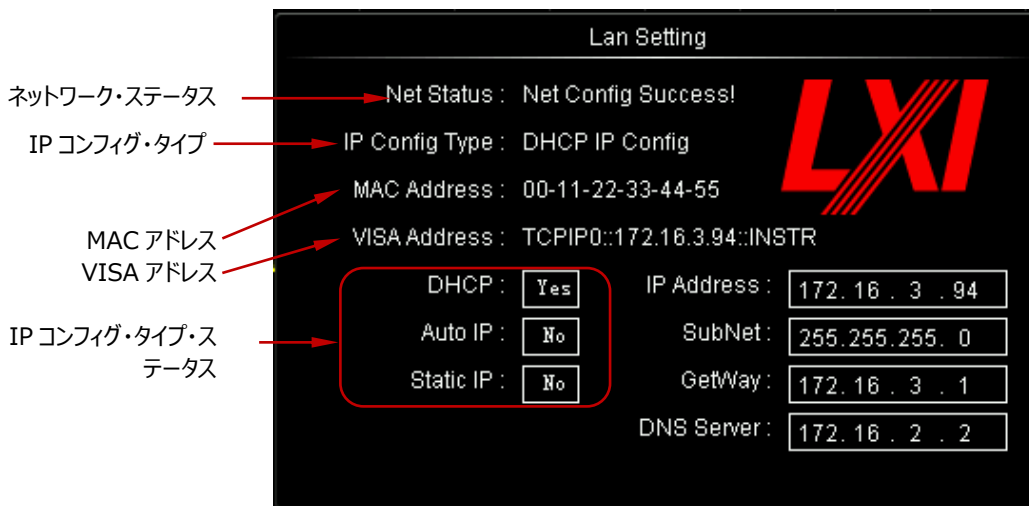 Lan Setting
ネットワーク・ステータス
Net Status : Net Config Success!
IP コンフィグ・タイプ
IP Config Type : DHCP IP Config
LXI
MAC Address : 00-11-22-33-44-55
MAC アドレス
VISA Address : TCPIP0::172.16.3.94::INSTR
VISA アドレス
DHCP : Yes IP Address : 172. 16 . 3 . 94
IP コンフィグ・タイプ・ス
テータス
Auto IP : No SubNet : 255.255.255. 0
Static IP : No GetWay : 172. 16 . 3 . 1
DNS Server : 172. 16 . 2 . 2